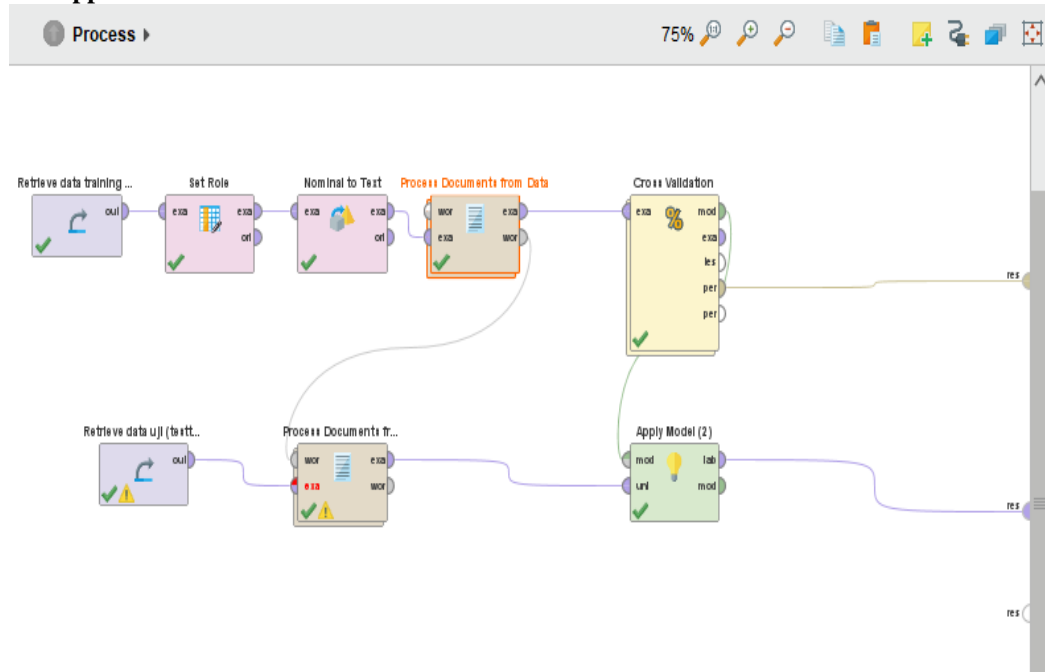 Process
75%
Retrieve data training ...
Set Role
Nominal to Text
Process Documents from Data
Cross Validation
out
exa
exa
ori
exa
exa
ori
wor
exa
exa
wor
exa
mod
exa
tes
per
per
res
Retrieve data uji (testt...
Process Documents fr...
Apply Model (2)
out
wor
exa
exa
wor
mod
lab
unl
mod
res
res